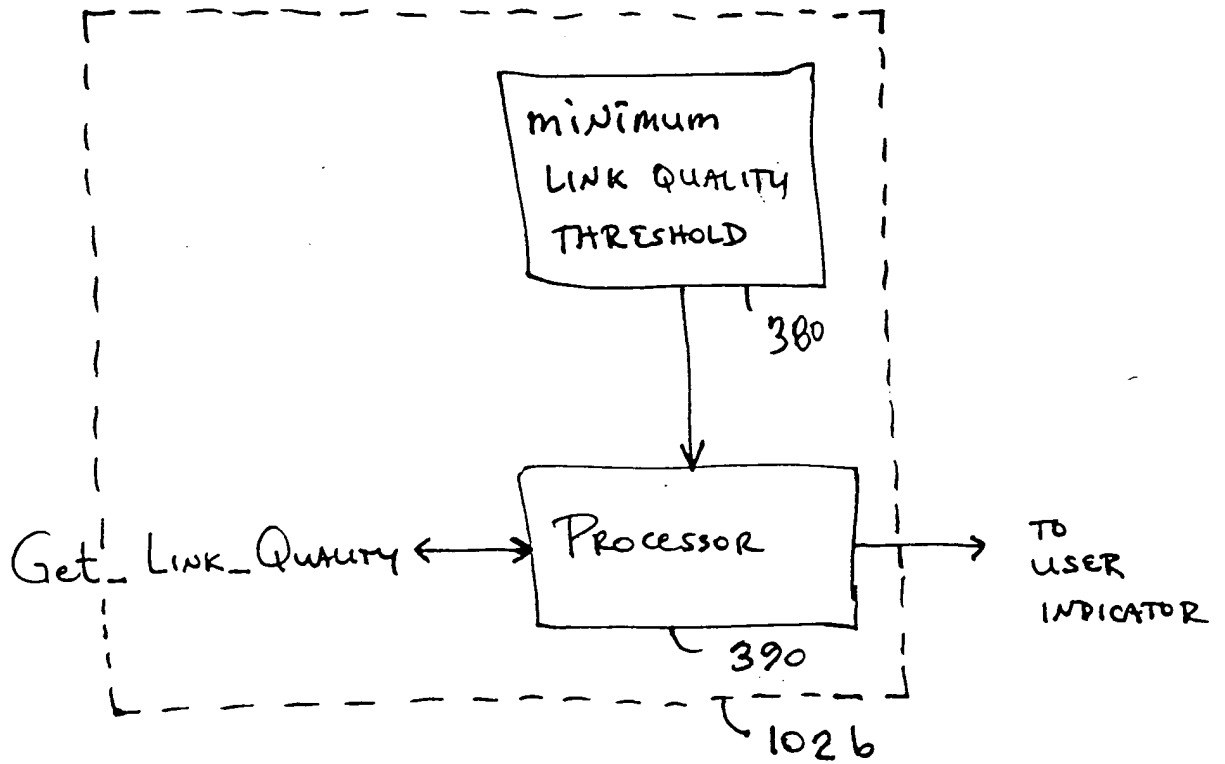 minimum
LINK QUALITY
THRESHOLD
380
Get_LINK_QUALITY
PROCESSOR
TO
USER
INDICATOR
390
102b